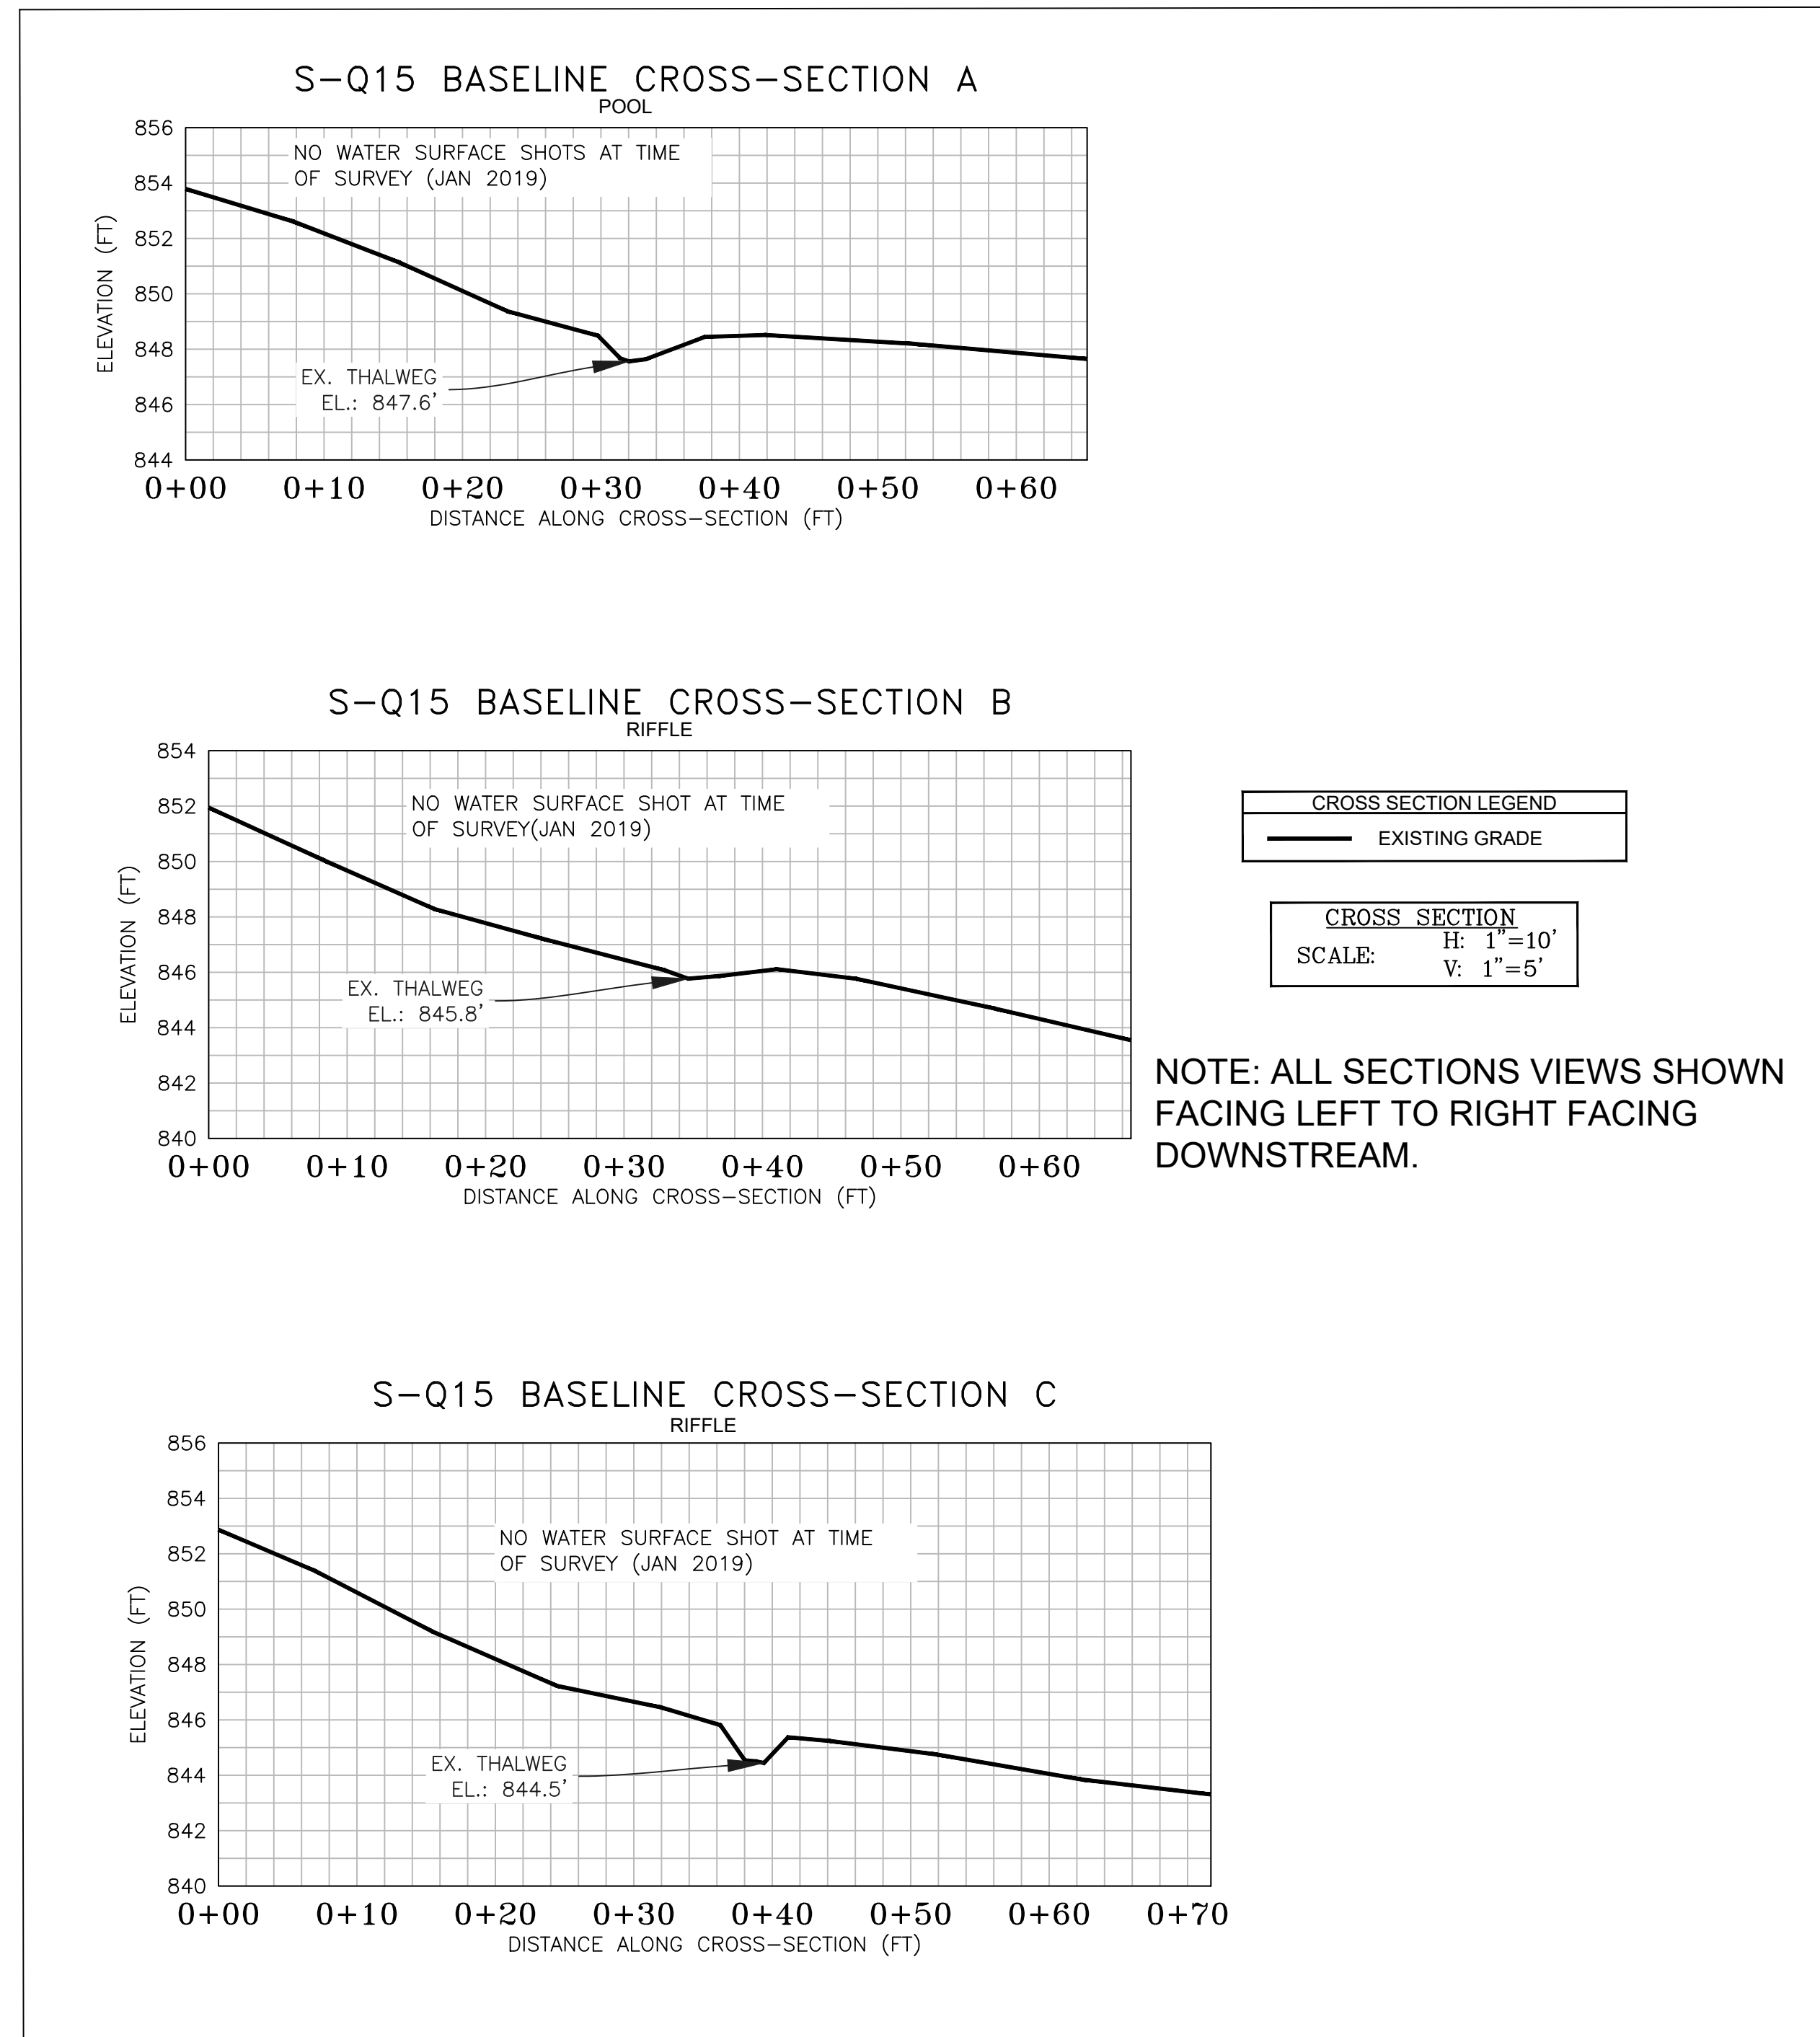 S-Q15 BASELINE CROSS-SECTION A
POOL
856
854
852
850
848
846
844
ELEVATION (FT)
NO WATER SURFACE SHOTS AT TIME
OF SURVEY (JAN 2019)
EX. THALWEG
EL.: 847.6'
0+00 0+10 0+20 0+30 0+40 0+50 0+60
DISTANCE ALONG CROSS-SECTION (FT)
S-Q15 BASELINE CROSS-SECTION B
RIFFLE
854
852
850
848
846
844
842
840
ELEVATION (FT)
NO WATER SURFACE SHOT AT TIME
OF SURVEY(JAN 2019)
EX. THALWEG
EL.: 845.8'
0+00 0+10 0+20 0+30 0+40 0+50 0+60
DISTANCE ALONG CROSS-SECTION (FT)
CROSS SECTION LEGEND
EXISTING GRADE
CROSS SECTION
SCALE: H: 1"=10'
V: 1"=5'
NOTE: ALL SECTIONS VIEWS SHOWN
FACING LEFT TO RIGHT FACING
DOWNSTREAM.
S-Q15 BASELINE CROSS-SECTION C
RIFFLE
856
854
852
850
848
846
844
842
840
ELEVATION (FT)
NO WATER SURFACE SHOT AT TIME
OF SURVEY (JAN 2019)
EX. THALWEG
EL.: 844.5'
0+00 0+10 0+20 0+30 0+40 0+50 0+60 0+70
DISTANCE ALONG CROSS-SECTION (FT)